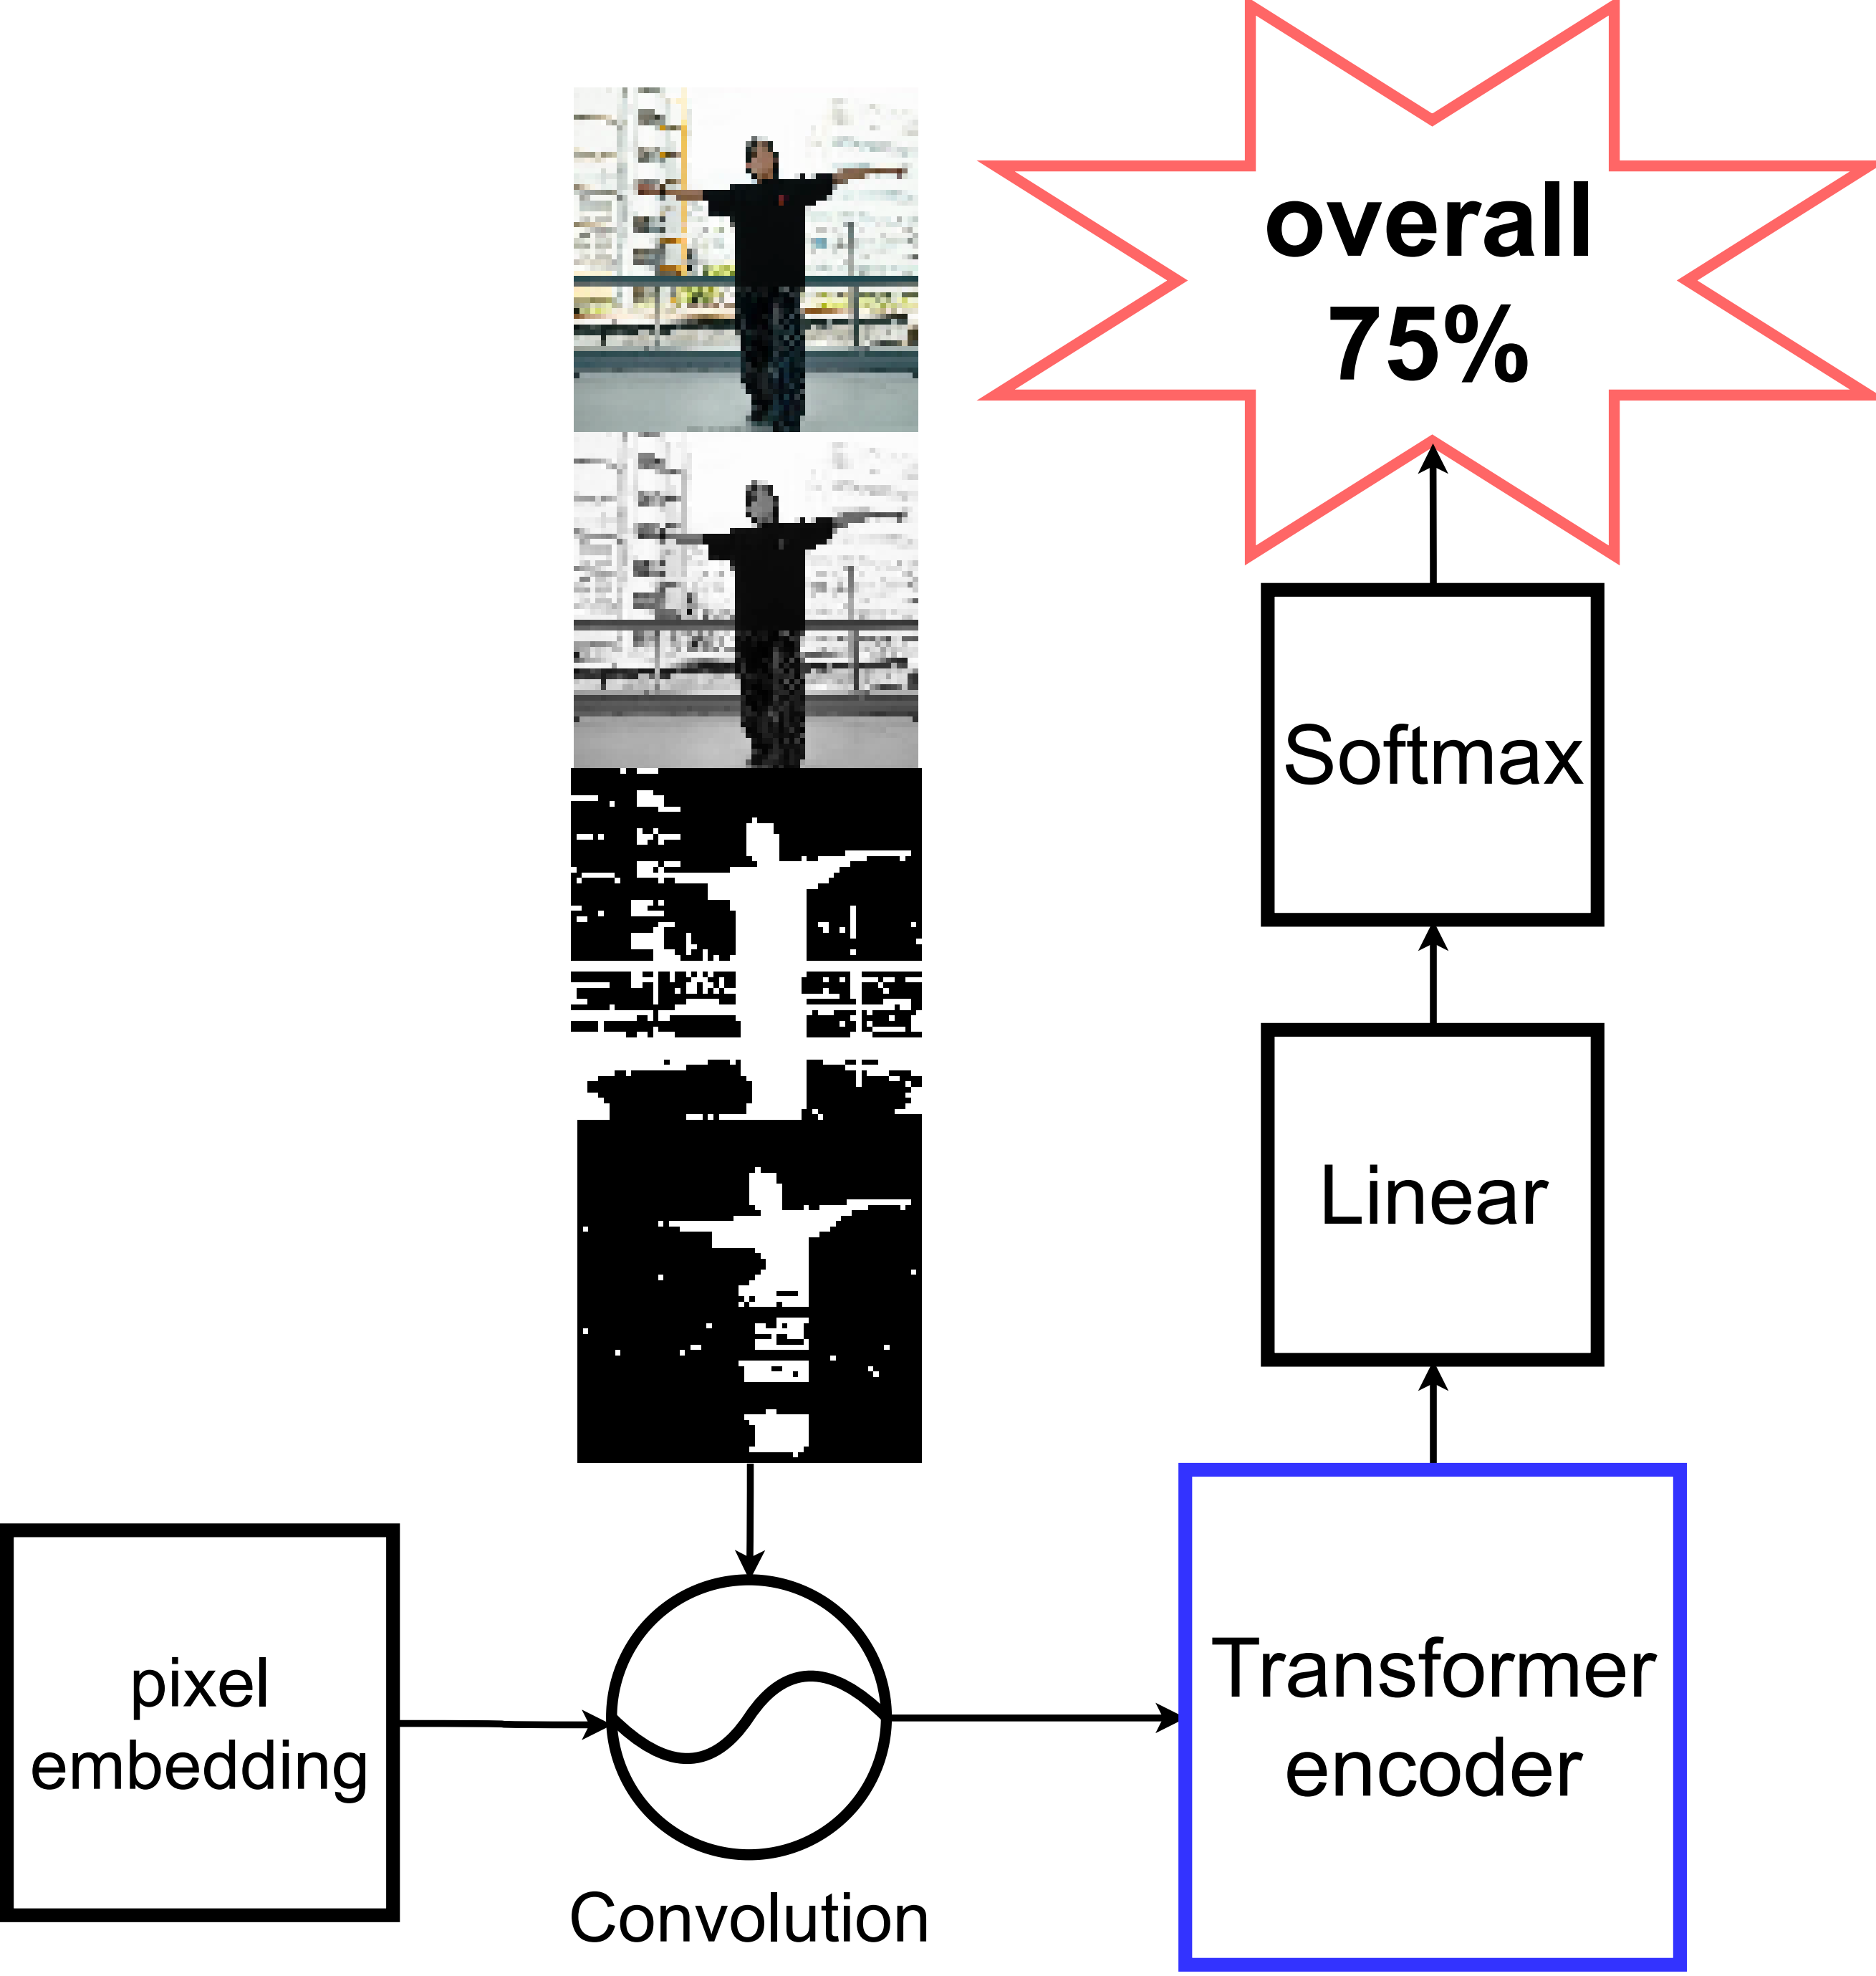 overall
75%
Softmax
Linear
Transformer
encoder
pixel
embedding
Convolution